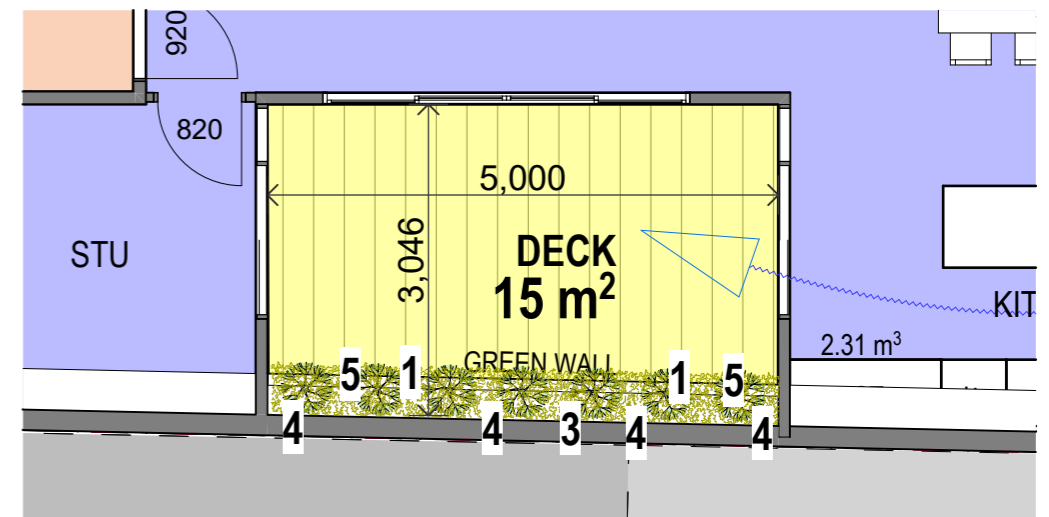 920
820
5,000
3,046
STU
DECK
15 m²
KIT
2.31 m³
GREEN WALL
5 1 1 5
4 4 3 4 4